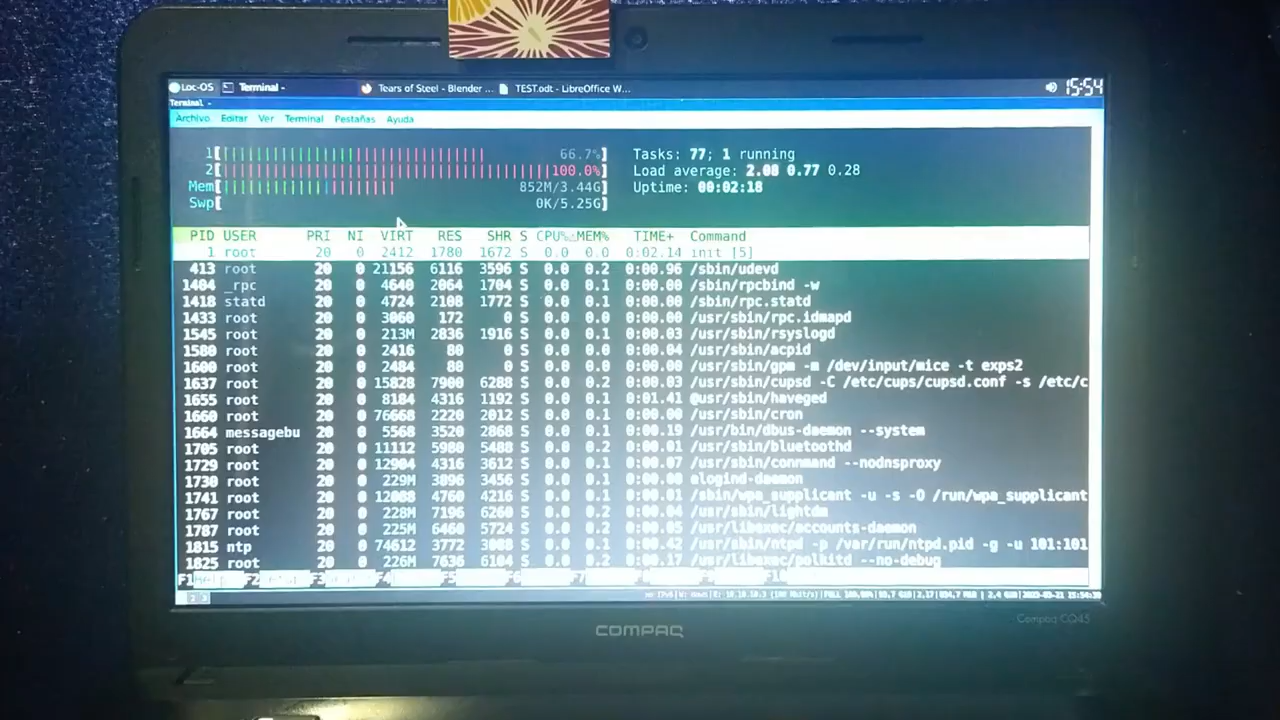 Loc-OS Terminal - Tears of Steel - Blender ... TEST.odt - LibreOffice W... 15:54
Terminal -
Archivo Editar Ver Terminal Pestañas Ayuda
1[ 66.7%] Tasks: 77; 1 running
2[ 100.0%] Load average: 2.08 0.77 0.28
Mem[ 852M/3.44G] Uptime: 00:02:18
Swp[ 0K/5.25G]
PID USER PRI NI VIRT RES SHR S CPU% MEM% TIME+ Command
1 root 20 0 2412 1780 1672 S 0.0 0.0 0:02.14 init [5]
413 root 20 0 21156 6116 3596 S 0.0 0.2 0:00.96 /sbin/udevd
1404 _rpc 20 0 4640 2064 1704 S 0.0 0.1 0:00.00 /sbin/rpcbind -w
1418 statd 20 0 4724 2108 1772 S 0.0 0.1 0:00.00 /sbin/rpc.statd
1433 root 20 0 3060 172 0 S 0.0 0.0 0:00.00 /usr/sbin/rpc.idmapd
1545 root 20 0 213M 2836 1916 S 0.0 0.1 0:00.03 /usr/sbin/rsyslogd
1580 root 20 0 2416 80 0 S 0.0 0.0 0:00.04 /usr/sbin/acpid
1600 root 20 0 2484 80 0 S 0.0 0.0 0:00.00 /usr/sbin/gpm -m /dev/input/mice -t exps2
1637 root 20 0 15828 7900 6288 S 0.0 0.2 0:00.03 /usr/sbin/cupsd -C /etc/cups/cupsd.conf -s /etc/c
1655 root 20 0 8184 4316 1192 S 0.0 0.1 0:01.41 @usr/sbin/haveged
1660 root 20 0 76668 2220 2012 S 0.0 0.1 0:00.00 /usr/sbin/cron
1664 messagebu 20 0 5568 3520 2868 S 0.0 0.1 0:00.19 /usr/bin/dbus-daemon --system
1705 root 20 0 11112 5980 5488 S 0.0 0.2 0:00.01 /usr/sbin/bluetoothd
1729 root 20 0 12904 4316 3612 S 0.0 0.1 0:00.07 /usr/sbin/connmand --nodnsproxy
1730 root 20 0 229M 3896 3456 S 0.0 0.1 0:00.00 elogind-daemon
1741 root 20 0 12088 4760 4216 S 0.0 0.1 0:00.01 /sbin/wpa_supplicant -u -s -O /run/wpa_supplicant
1767 root 20 0 228M 7196 6260 S 0.0 0.2 0:00.04 /usr/sbin/lightdm
1787 root 20 0 225M 6460 5724 S 0.0 0.2 0:00.05 /usr/libexec/accounts-daemon
1815 ntp 20 0 74612 3772 3088 S 0.0 0.1 0:00.42 /usr/sbin/ntpd -p /var/run/ntpd.pid -g -u 101:101
1825 root 20 0 226M 7636 6104 S 0.0 0.2 0:00.17 /usr/libexec/polkitd --no-debug
F1 F2 F3 F4 F5 F6
COMPAQ
Compaq CQ45